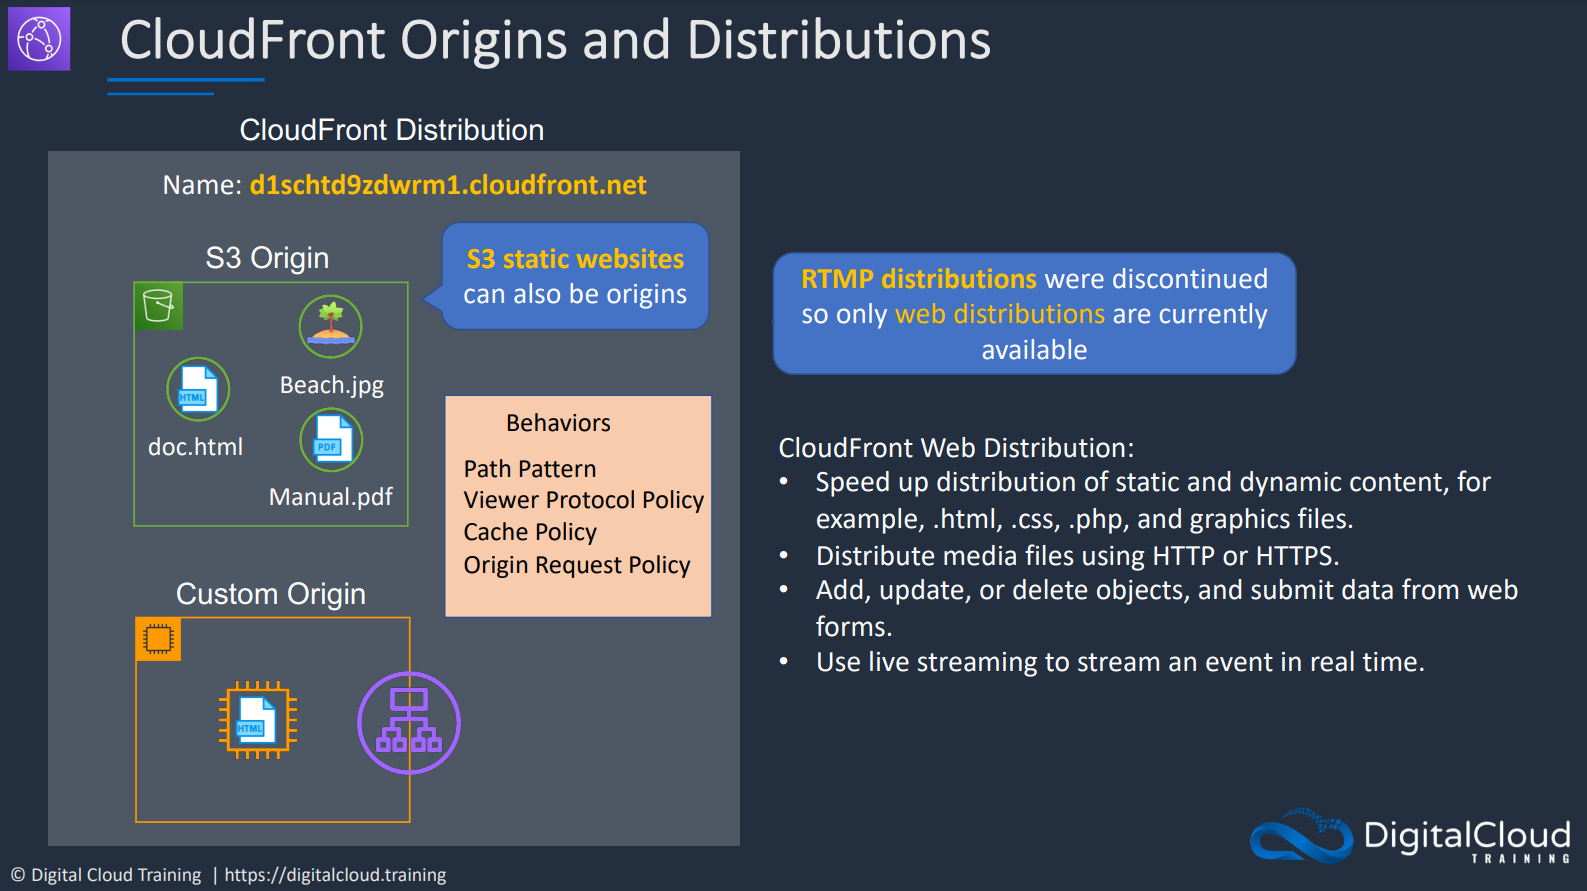 CloudFront Origins and Distributions
CloudFront Distribution
Name: d1schtd9zdwrm1.cloudfront.net
S3 Origin
S3 static websites
can also be origins
Beach.jpg
HTML
doc.html
PDF
Manual.pdf
Behaviors
Path Pattern
Viewer Protocol Policy
Cache Policy
Origin Request Policy
Custom Origin
HTML
RTMP distributions were discontinued
so only web distributions are currently
available
CloudFront Web Distribution:
• Speed up distribution of static and dynamic content, for
example, .html, .css, .php, and graphics files.
• Distribute media files using HTTP or HTTPS.
• Add, update, or delete objects, and submit data from web
forms.
• Use live streaming to stream an event in real time.
DigitalCloud
TRAINING
© Digital Cloud Training | https://digitalcloud.training